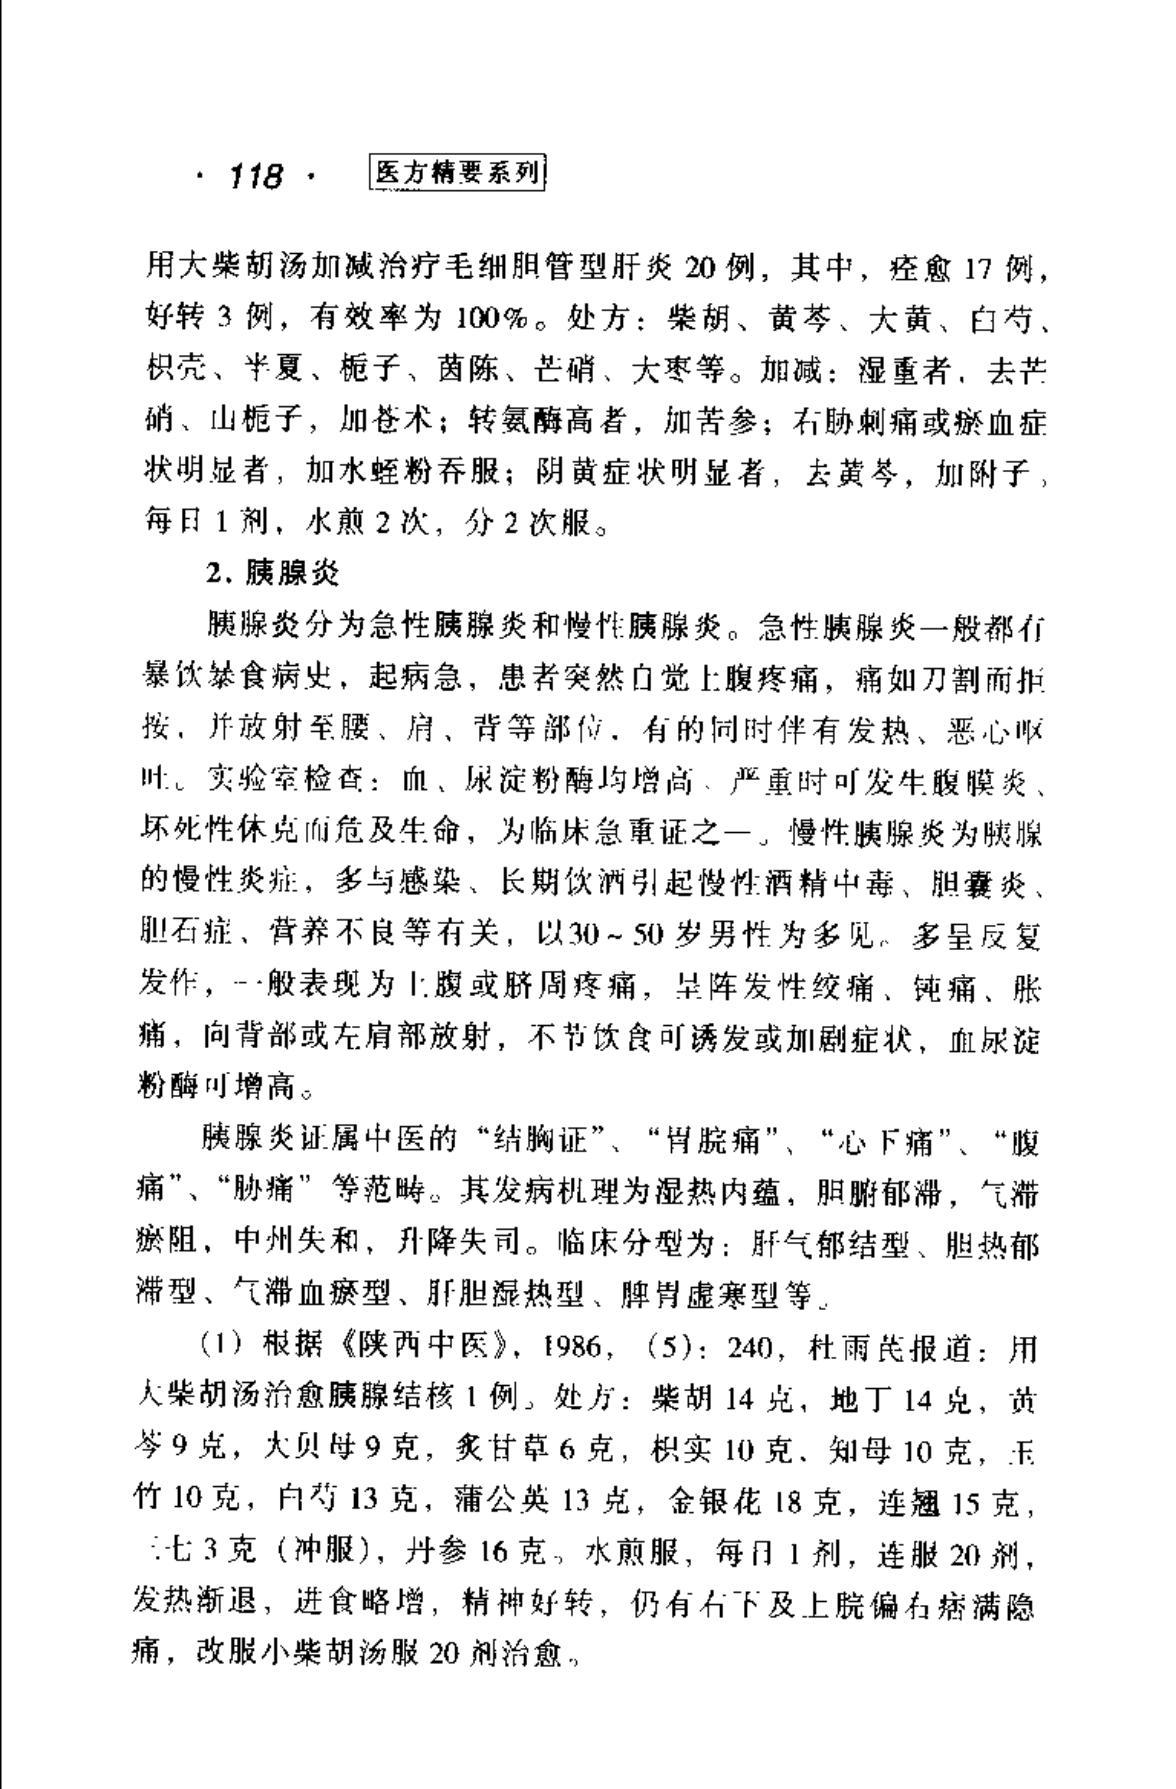 · 118 · 医方精要系列
用大柴胡汤加减治疗毛细胆管型肝炎 20 例，其中，痊愈 17 例，
好转 3 例，有效率为 100%。处方：柴胡、黄芩、大黄、白芍、
枳壳、半夏、栀子、茵陈、芒硝、大枣等。加减：湿重者，去芒
硝、山栀子，加苍术；转氨酶高者，加苦参；右胁刺痛或瘀血症
状明显者，加水蛭粉吞服；阴黄症状明显者，去黄芩，加附子。
每日 1 剂，水煎 2 次，分 2 次服。
2. 胰腺炎
胰腺炎分为急性胰腺炎和慢性胰腺炎。急性胰腺炎一般都有
暴饮暴食病史，起病急，患者突然自觉上腹疼痛，痛如刀割而拒
按，并放射至腰、肩、背等部位，有的同时伴有发热、恶心呕
吐。实验室检查：血、尿淀粉酶均增高、严重时可发生腹膜炎、
坏死性休克而危及生命，为临床急重证之一。慢性胰腺炎为胰腺
的慢性炎症，多与感染、长期饮酒引起慢性酒精中毒、胆囊炎、
胆石症、营养不良等有关，以30～50 岁男性为多见。多呈反复
发作，一般表现为上腹或脐周疼痛，呈阵发性绞痛、钝痛、胀
痛，向背部或左肩部放射，不节饮食可诱发或加剧症状，血尿淀
粉酶可增高。
胰腺炎证属中医的“结胸证”、“胃脘痛”、“心下痛”、“腹
痛”、“胁痛” 等范畴。其发病机理为湿热内蕴，胆腑郁滞，气滞
瘀阻，中州失和，升降失司。临床分型为：肝气郁结型、胆热郁
滞型、气滞血瘀型、肝胆湿热型、脾胃虚寒型等。
(1) 根据《陕西中医》，1986，(5)：240，杜雨芪报道：用
大柴胡汤治愈胰腺结核 1 例。处方：柴胡 14 克，地丁 14 克，黄
芩 9 克，大贝母 9 克，炙甘草 6 克，枳实 10 克、知母 10 克，玉
竹 10 克，白芍 13 克，蒲公英 13 克，金银花 18 克，连翘 15 克，
三七 3 克（冲服），丹参 16 克。水煎服，每日 1 剂，连服 20 剂，
发热渐退，进食略增，精神好转，仍有右下及上脘偏右痞满隐
痛，改服小柴胡汤服 20 剂治愈。